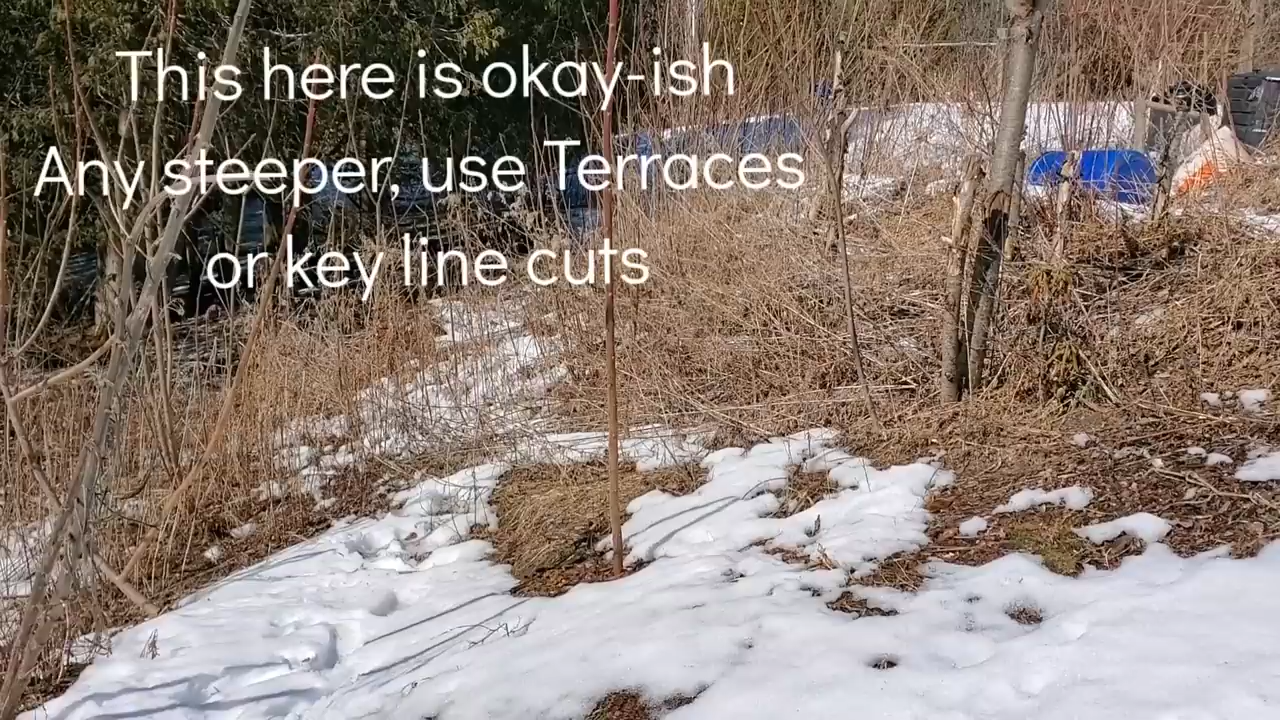 This here is okay-ish
Any steeper, use Terraces
or key line cuts